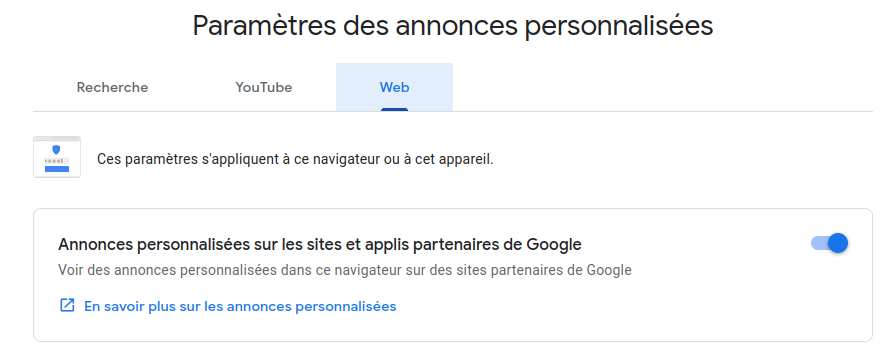 Paramètres des annonces personnalisées
Recherche
YouTube
Web
Ces paramètres s'appliquent à ce navigateur ou à cet appareil.
Annonces personnalisées sur les sites et applis partenaires de Google
Voir des annonces personnalisées dans ce navigateur sur des sites partenaires de Google
En savoir plus sur les annonces personnalisées